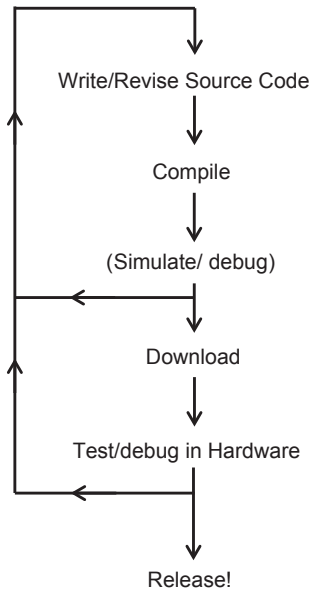 Write/Revise Source Code
Compile
(Simulate/ debug)
Download
Test/debug in Hardware
Release!